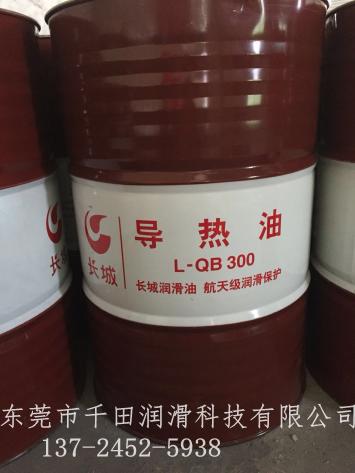 长城
导热油
L-QB 300
长城润滑油 航天级润滑保护
东莞市千田润滑科技有限公司
137-2452-5938